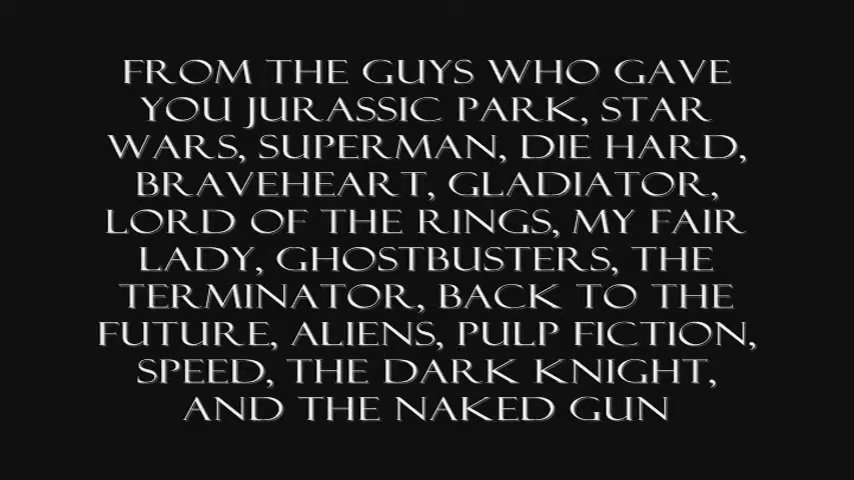 FROM THE GUYS WHO GAVE
YOU JURASSIC PARK, STAR
WARS, SUPERMAN, DIE HARD,
BRAVEHEART, GLADIATOR,
LORD OF THE RINGS, MY FAIR
LADY, GHOSTBUSTERS, THE
TERMINATOR, BACK TO THE
FUTURE, ALIENS, PULP FICTION,
SPEED, THE DARK KNIGHT,
AND THE NAKED GUN